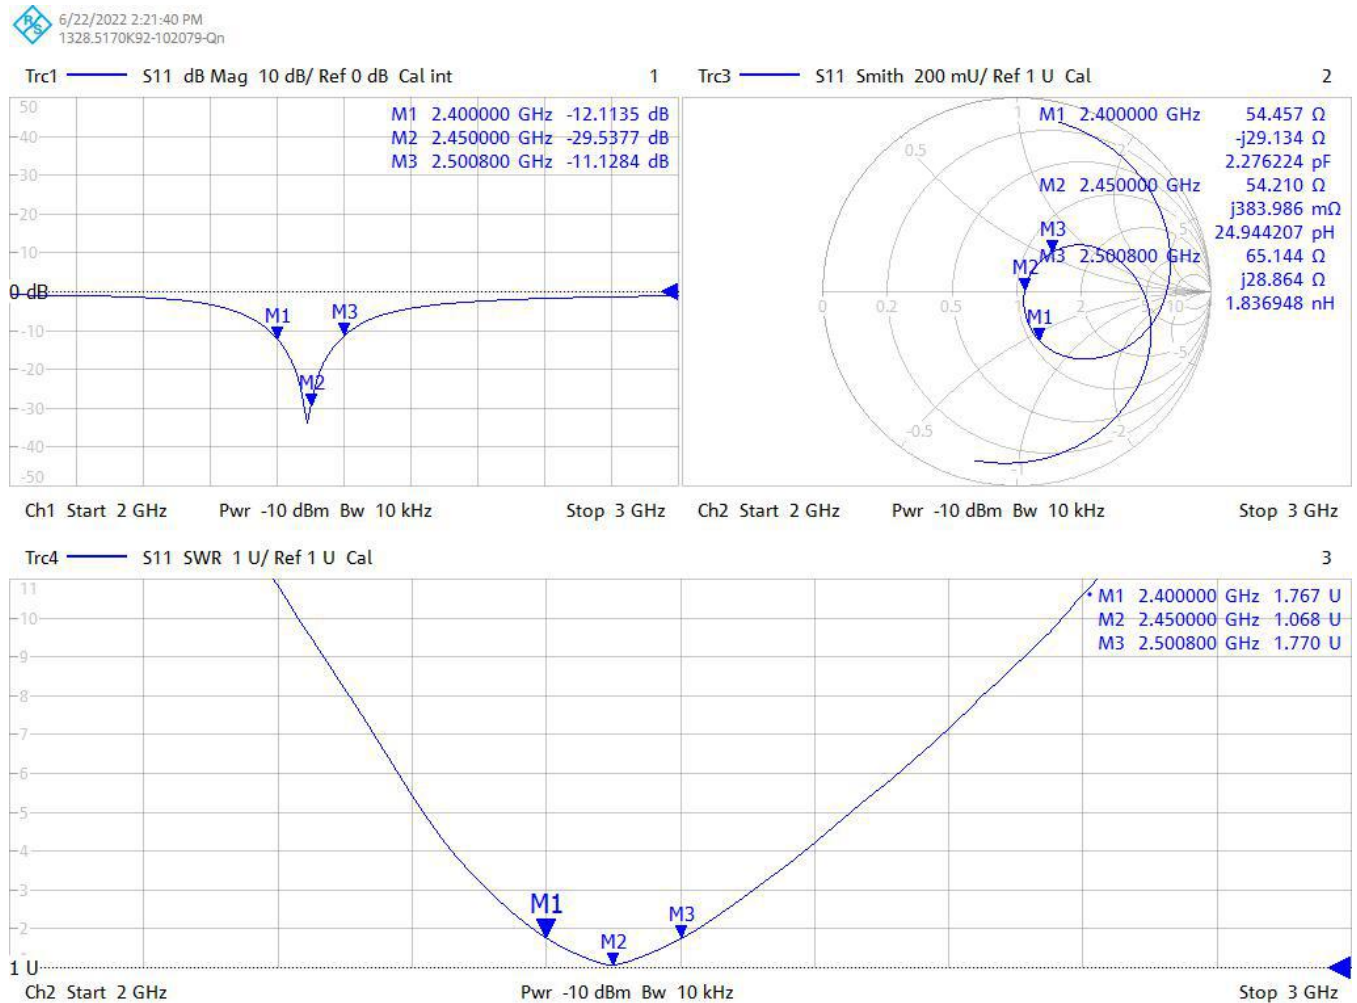 R&S
6/22/2022 2:21:40 PM
1328.5170K92-102079-Qn
Trc1 S11 dB Mag 10 dB/ Ref 0 dB Cal int 1
50
40
30
20
10
0 dB
-10
-20
-30
-40
-50
M1 2.400000 GHz -12.1135 dB
M2 2.450000 GHz -29.5377 dB
M3 2.500800 GHz -11.1284 dB
M1
M3
M2
Ch1 Start 2 GHz Pwr -10 dBm Bw 10 kHz Stop 3 GHz
Trc3 S11 Smith 200 mU/ Ref 1 U Cal 2
M1 2.400000 GHz 54.457 Ω
-j29.134 Ω
2.276224 pF
M2 2.450000 GHz 54.210 Ω
j383.986 mΩ
24.944207 pH
M3 2.500800 GHz 65.144 Ω
j28.864 Ω
1.836948 nH
1
0.5
2
5
M3
M2
0 0.2 0.5 1 2 5 10
M1
-5
-0.5
-2
-1
Ch2 Start 2 GHz Pwr -10 dBm Bw 10 kHz Stop 3 GHz
Trc4 S11 SWR 1 U/ Ref 1 U Cal 3
11
10
9
8
7
6
5
4
3
2
1 U
• M1 2.400000 GHz 1.767 U
M2 2.450000 GHz 1.068 U
M3 2.500800 GHz 1.770 U
M1
M3
M2
Ch2 Start 2 GHz Pwr -10 dBm Bw 10 kHz Stop 3 GHz